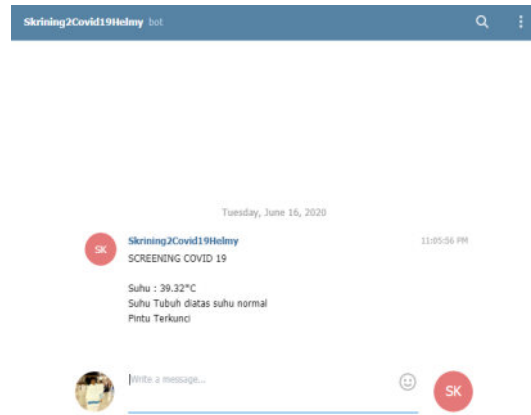 Skrining2Covid19Helmy bot
Tuesday, June 16, 2020
SK
Skrining2Covid19Helmy 11:05:56 PM
SCREENING COVID 19
Suhu : 39.32°C
Suhu Tubuh diatas suhu normal
Pintu Terkunci
Write a message...
SK